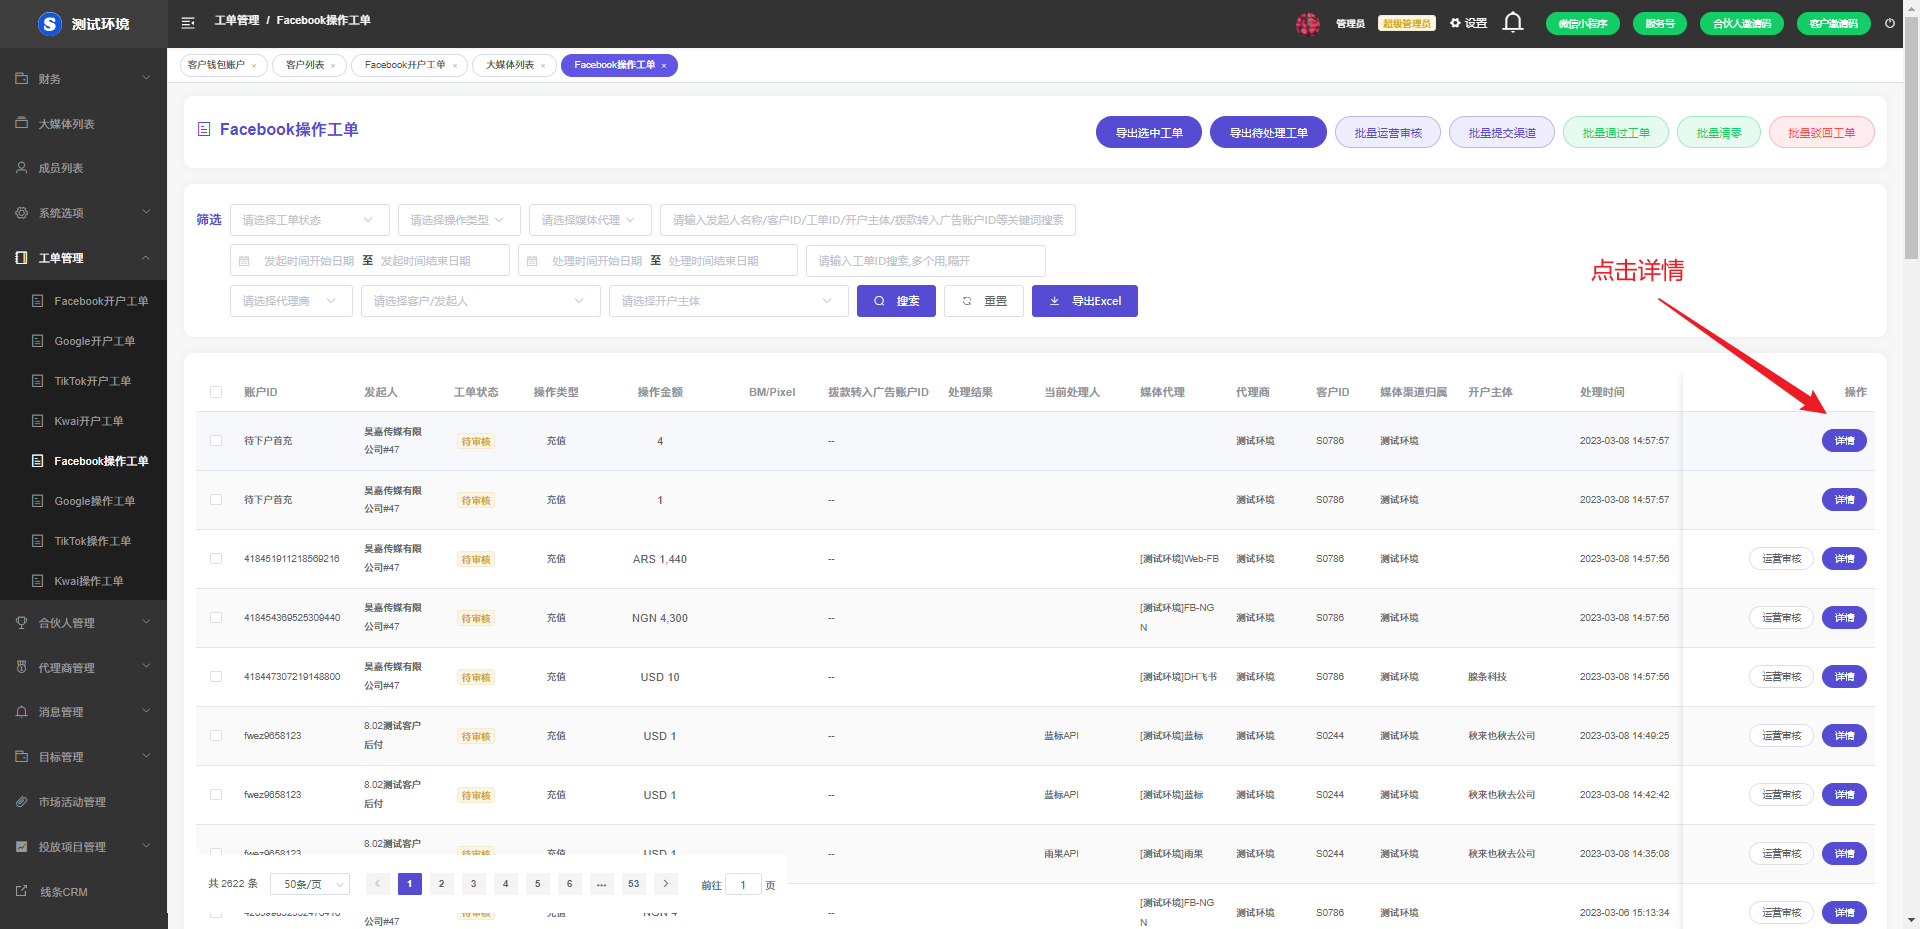 测试环境
工单管理 / Facebook操作工单
管理员
超级管理员
设置
微信小程序
服务号
合伙人邀请码
客户邀请码
客户钱包账户 ×
客户列表 ×
Facebook开户工单 ×
大媒体列表 ×
Facebook操作工单 ×
财务
大媒体列表
成员列表
系统选项
工单管理
Facebook开户工单
Google开户工单
TikTok开户工单
Kwai开户工单
Facebook操作工单
Google操作工单
TikTok操作工单
Kwai操作工单
合伙人管理
代理商管理
消息管理
目标管理
市场活动管理
投放项目管理
线条CRM
Facebook操作工单
导出选中工单
导出待处理工单
批量运营审核
批量提交渠道
批量通过工单
批量清零
批量驳回工单
筛选
请选择工单状态
请选择操作类型
请选择媒体代理
请输入发起人名称/客户ID/工单ID/开户主体/拨款转入广告账户ID等关键词搜索
发起时间开始日期 至 发起时间结束日期
处理时间开始日期 至 处理时间结束日期
请输入工单ID搜索,多个用,隔开
请选择代理商
请选择客户/发起人
请选择开户主体
搜索
重置
导出Excel
点击详情
账户ID 发起人 工单状态 操作类型 操作金额 BM/Pixel 拨款转入广告账户ID 处理结果 当前处理人 媒体代理 代理商 客户ID 媒体渠道归属 开户主体 处理时间 操作
待下户首充 吴嘉传媒有限公司#47 待审核 充值 4 -- 测试环境 S0786 测试环境 2023-03-08 14:57:57 详情
待下户首充 吴嘉传媒有限公司#47 待审核 充值 1 -- 测试环境 S0786 测试环境 2023-03-08 14:57:57 详情
418451911218569216 吴嘉传媒有限公司#47 待审核 充值 ARS 1,440 -- [测试环境]Web-FB 测试环境 S0786 测试环境 2023-03-08 14:57:56 运营审核 详情
418454369525309440 吴嘉传媒有限公司#47 待审核 充值 NGN 4,300 -- [测试环境]FB-NGN 测试环境 S0786 测试环境 2023-03-08 14:57:56 运营审核 详情
418447307219148800 吴嘉传媒有限公司#47 待审核 充值 USD 10 -- [测试环境]DH飞书 测试环境 S0786 测试环境 腺条科技 2023-03-08 14:57:56 运营审核 详情
fwez9658123 8.02测试客户后付 待审核 充值 USD 1 -- 蓝标API [测试环境]蓝标 测试环境 S0244 测试环境 秋来也秋去公司 2023-03-08 14:49:25 运营审核 详情
fwez9658123 8.02测试客户后付 待审核 充值 USD 1 -- 蓝标API [测试环境]蓝标 测试环境 S0244 测试环境 秋来也秋去公司 2023-03-08 14:42:42 运营审核 详情
fwez9658123 8.02测试客户 待审核 充值 USD 1 -- 雨果API [测试环境]雨果 测试环境 S0244 测试环境 秋来也秋去公司 2023-03-08 14:35:08 运营审核 详情
公司#47 -- [测试环境]FB-NGN 测试环境 S0786 测试环境 2023-03-06 15:13:34 运营审核 详情
共 2622 条 50条/页 1 2 3 4 5 6 ... 53 前往 1 页